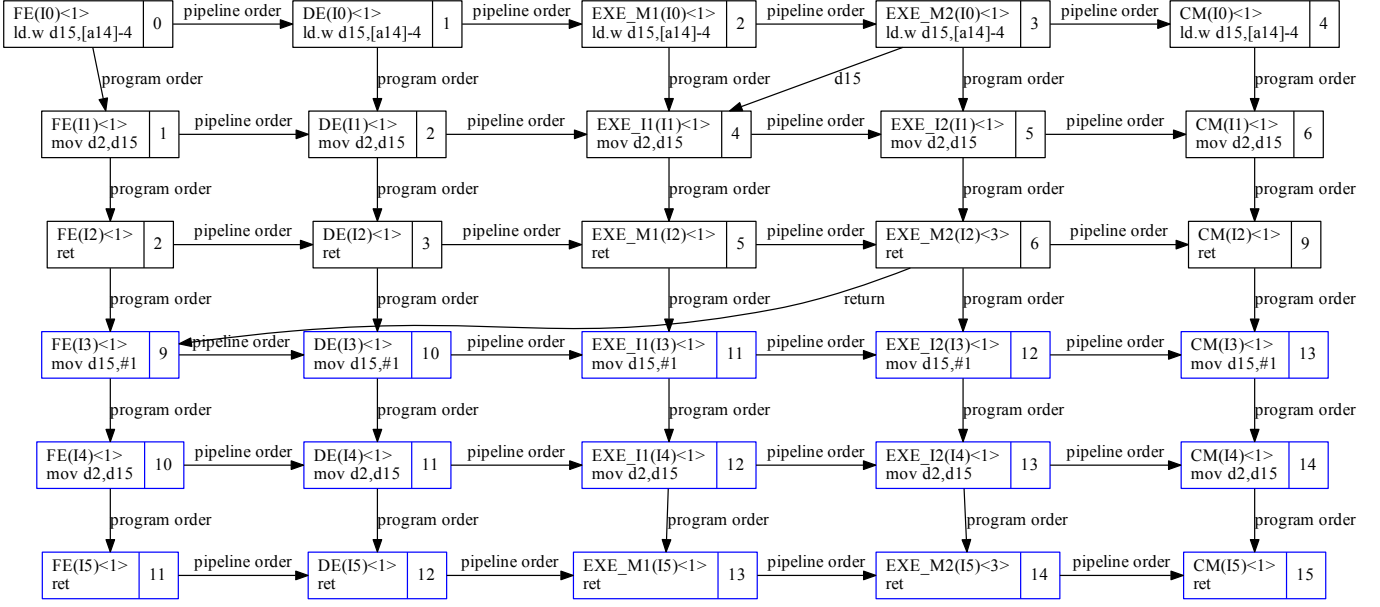 FE(I0)<1>
ld.w d15,[a14]-4
0
pipeline order
DE(I0)<1>
ld.w d15,[a14]-4
1
pipeline order
EXE_M1(I0)<1>
ld.w d15,[a14]-4
2
pipeline order
EXE_M2(I0)<1>
ld.w d15,[a14]-4
3
pipeline order
CM(I0)<1>
ld.w d15,[a14]-4
4
program order
program order
program order
d15
program order
program order
FE(I1)<1>
mov d2,d15
1
pipeline order
DE(I1)<1>
mov d2,d15
2
pipeline order
EXE_I1(I1)<1>
mov d2,d15
4
pipeline order
EXE_I2(I1)<1>
mov d2,d15
5
pipeline order
CM(I1)<1>
mov d2,d15
6
program order
program order
program order
program order
program order
FE(I2)<1>
ret
2
pipeline order
DE(I2)<1>
ret
3
pipeline order
EXE_M1(I2)<1>
ret
5
pipeline order
EXE_M2(I2)<3>
ret
6
pipeline order
CM(I2)<1>
ret
9
program order
program order
program order
return
program order
program order
FE(I3)<1>
mov d15,#1
9
pipeline order
DE(I3)<1>
mov d15,#1
10
pipeline order
EXE_I1(I3)<1>
mov d15,#1
11
pipeline order
EXE_I2(I3)<1>
mov d15,#1
12
pipeline order
CM(I3)<1>
mov d15,#1
13
program order
program order
program order
program order
program order
FE(I4)<1>
mov d2,d15
10
pipeline order
DE(I4)<1>
mov d2,d15
11
pipeline order
EXE_I1(I4)<1>
mov d2,d15
12
pipeline order
EXE_I2(I4)<1>
mov d2,d15
13
pipeline order
CM(I4)<1>
mov d2,d15
14
program order
program order
program order
program order
program order
FE(I5)<1>
ret
11
pipeline order
DE(I5)<1>
ret
12
pipeline order
EXE_M1(I5)<1>
ret
13
pipeline order
EXE_M2(I5)<3>
ret
14
pipeline order
CM(I5)<1>
ret
15